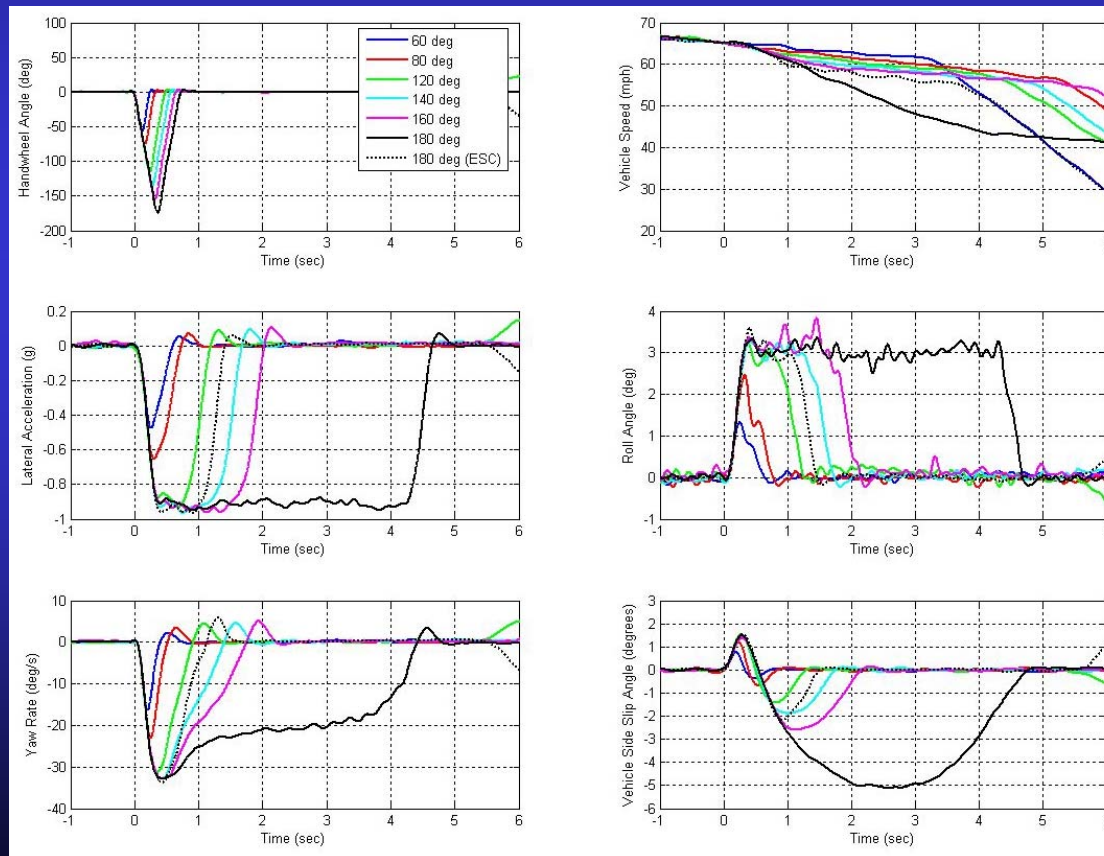 100
50
0
-50
-100
-150
-200
Handwheel Angle (deg)
60 deg
80 deg
120 deg
140 deg
160 deg
180 deg
180 deg (ESC)
-1 0 1 2 3 4 5 6
Time (sec)
70
60
50
40
30
20
Vehicle Speed (mph)
-1 0 1 2 3 4 5
Time (sec)
0.2
0
-0.2
-0.4
-0.6
-0.8
-1
Lateral Acceleration (g)
-1 0 1 2 3 4 5 6
Time (sec)
4
3
2
1
0
-1
Roll Angle (deg)
-1 0 1 2 3 4 5
Time (sec)
10
0
-10
-20
-30
-40
Yaw Rate (deg/s)
-1 0 1 2 3 4 5 6
Time (sec)
3
2
1
0
-1
-2
-3
-4
-5
-6
Vehicle Side Slip Angle (degrees)
-1 0 1 2 3 4 5
Time (sec)